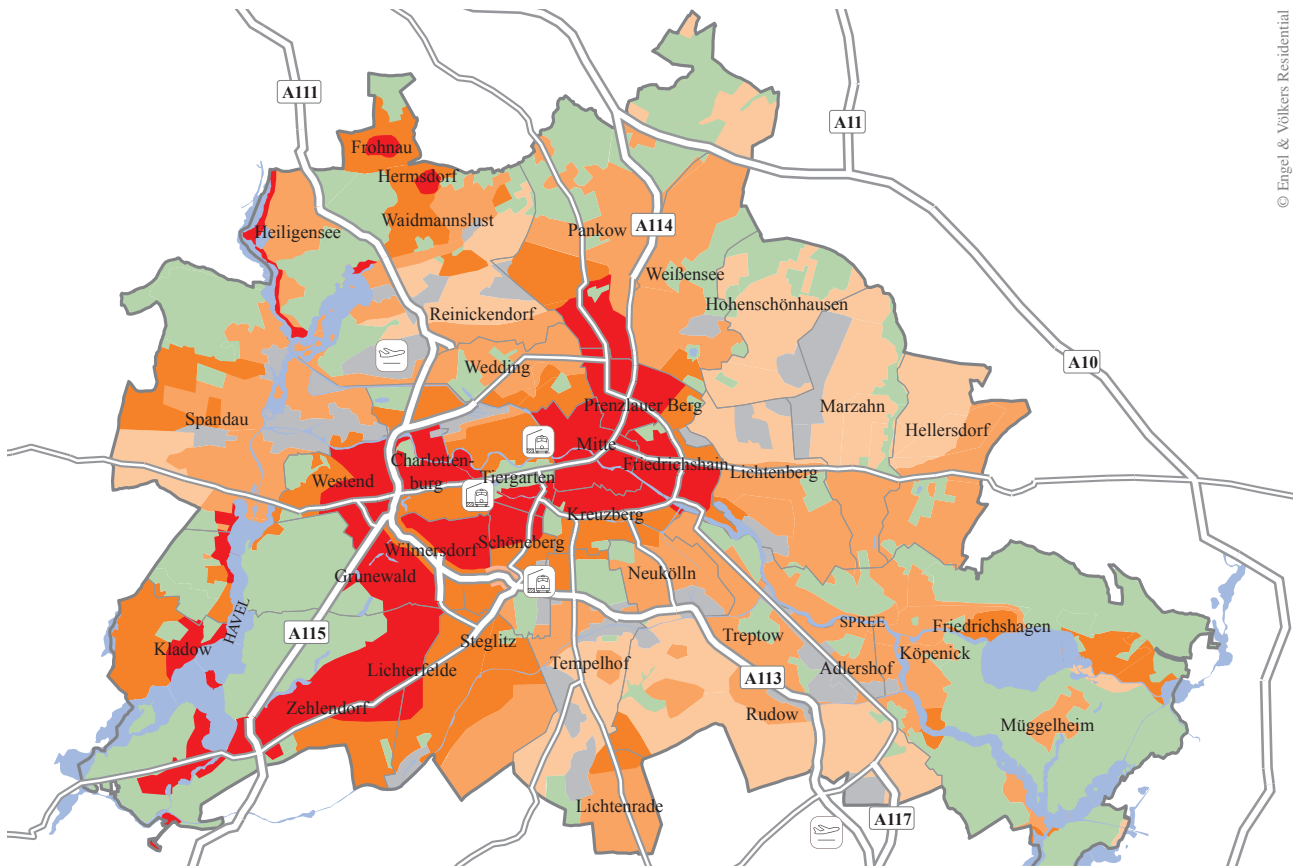 © Engel & Völkers Residential
A111
A11
Frohnau
Hermsdorf
Waidmannslust
Heiligensee
Pankow
A114
Weißensee
Hohenschönhausen
Reinickendorf
A10
Wedding
Prenzlauer Berg
Marzahn
Spandau
Hellersdorf
Mitte
Charlotten-
burg
Friedrichshain
Lichtenberg
Westend
Tiergarten
Kreuzberg
Schöneberg
Wilmersdorf
Grunewald
Neukölln
HAVEL
A115
Kladow
Steglitz
Treptow
SPREE
Friedrichshagen
Köpenick
Lichterfelde
Tempelhof
Adlershof
A113
Zehlendorf
Rudow
Müggelheim
Lichtenrade
A117